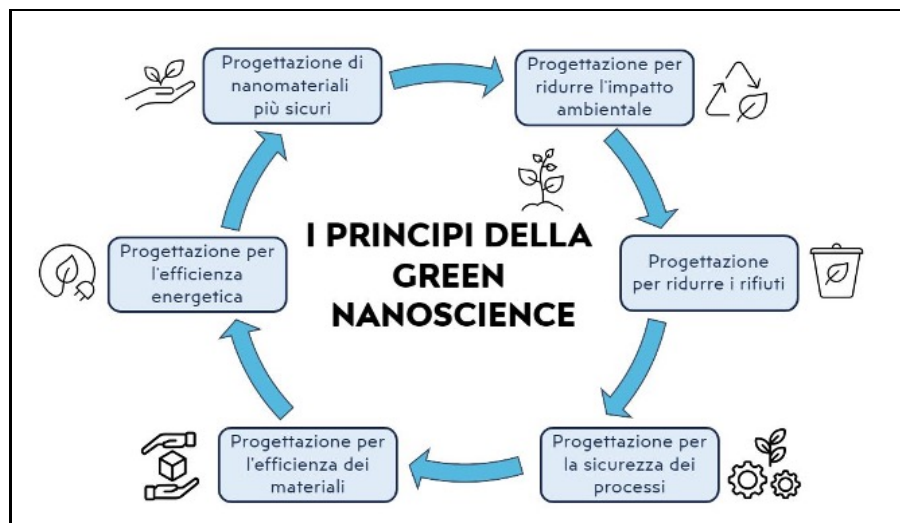 Progettazione di
nanomateriali
più sicuri
Progettazione per
ridurre l'impatto
ambientale
I PRINCIPI DELLA
GREEN
NANOSCIENCE
Progettazione per
l'efficienza
energetica
Progettazione
per ridurre i rifiuti
Progettazione per
l'efficienza dei
materiali
Progettazione per
la sicurezza dei
processi